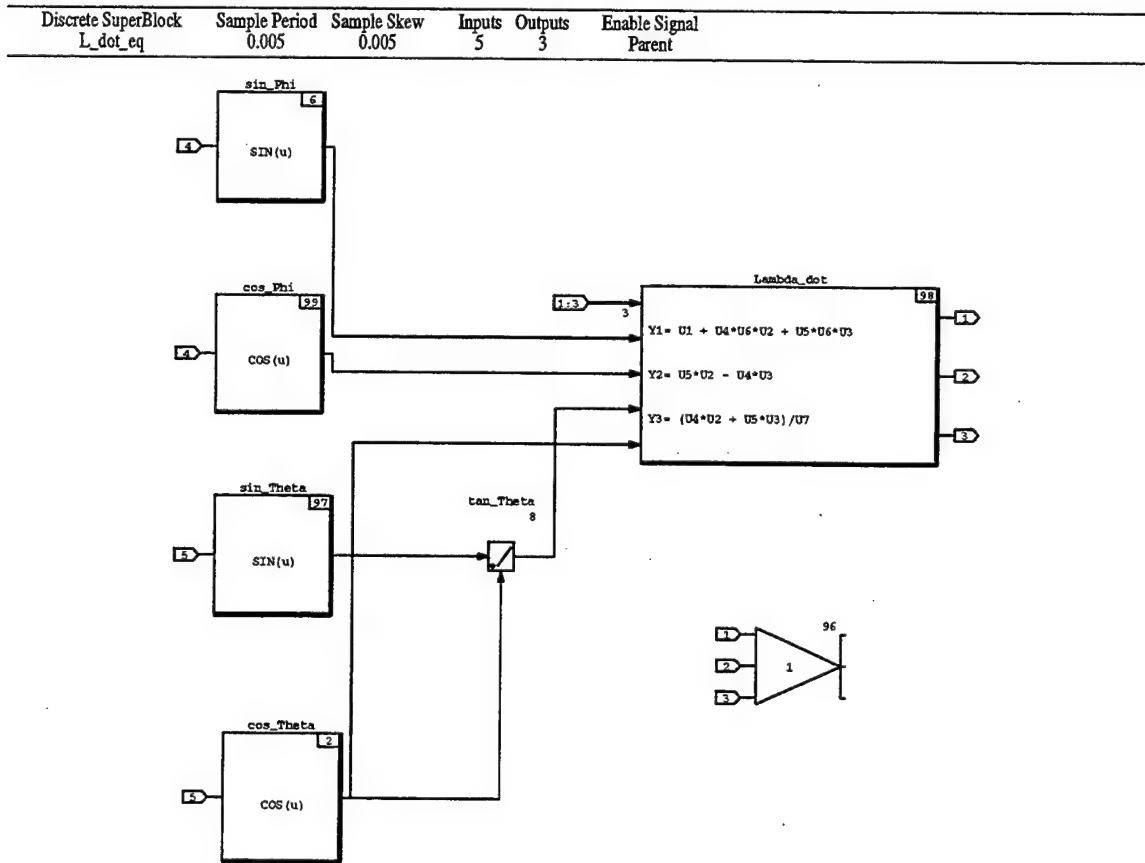 Discrete SuperBlock Sample Period Sample Skew Inputs Outputs Enable Signal
L_dot_eq 0.005 0.005 5 3 Parent
sin_Phi
6
4
SIN(u)
cos_Phi
99
4
COS(u)
Lambda_dot
98
1:3
3
Y1= U1 + U4*U6*U2 + U5*U6*U3
Y2= U5*U2 - U4*U3
Y3= (U4*U2 + U5*U3)/U7
1
2
3
sin_Theta
97
5
SIN(u)
tan_Theta
8
cos_Theta
2
5
COS(u)
96
1
2
3
1